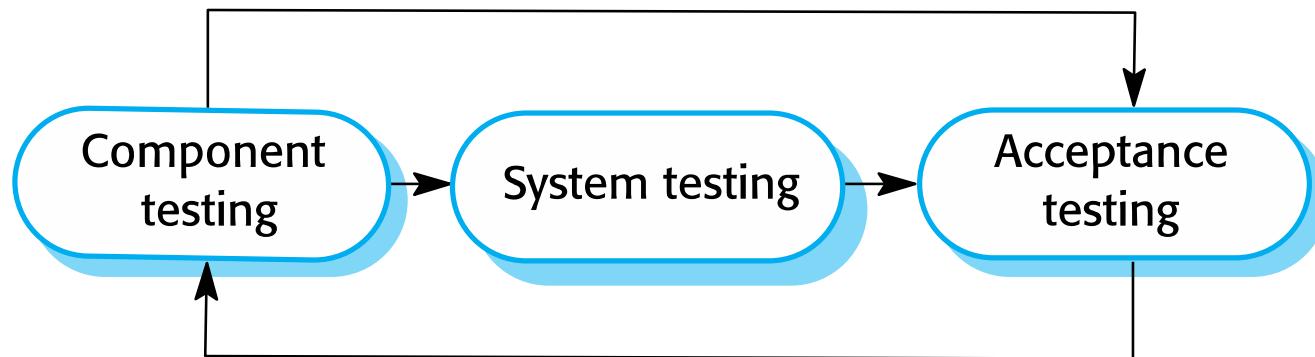 Component
testing
System testing
Acceptance
testing